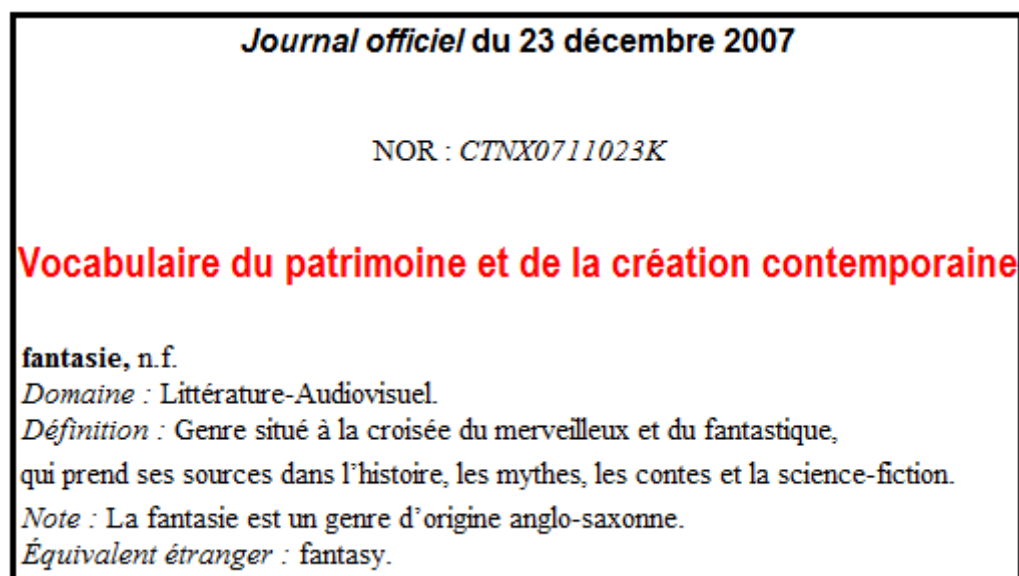 Journal officiel du 23 décembre 2007
NOR : CTNX0711023K
Vocabulaire du patrimoine et de la création contemporaine
fantasie, n.f.
Domaine : Littérature-Audiovisuel.
Définition : Genre situé à la croisée du merveilleux et du fantastique,
qui prend ses sources dans l’histoire, les mythes, les contes et la science-fiction.
Note : La fantasie est un genre d’origine anglo-saxonne.
Équivalent étranger : fantasy.